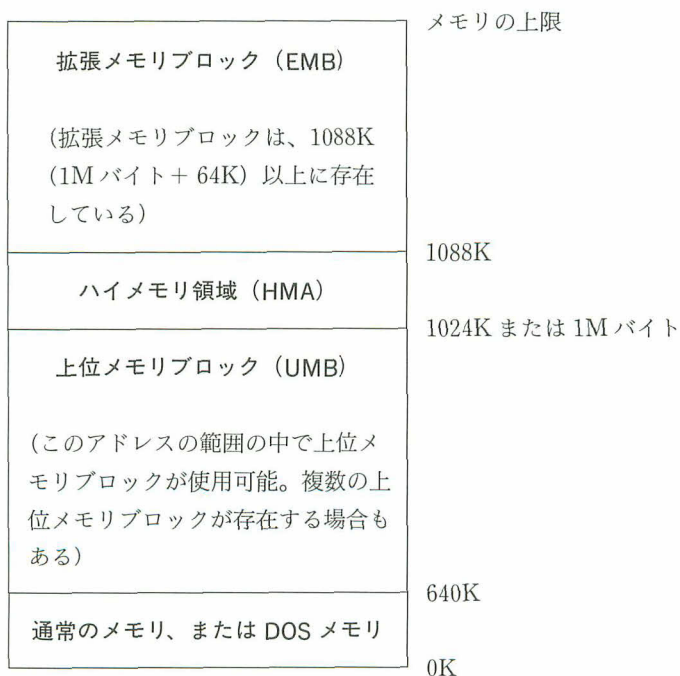 メモリの上限
拡張メモリブロック（EMB）
（拡張メモリブロックは、1088K
（1M バイト＋ 64K）以上に存在
している）
1088K
ハイメモリ領域（HMA）
1024K または 1M バイト
上位メモリブロック（UMB）
（このアドレスの範囲の中で上位メ
モリブロックが使用可能。複数の上
位メモリブロックが存在する場合も
ある）
640K
通常のメモリ、または DOS メモリ
0K